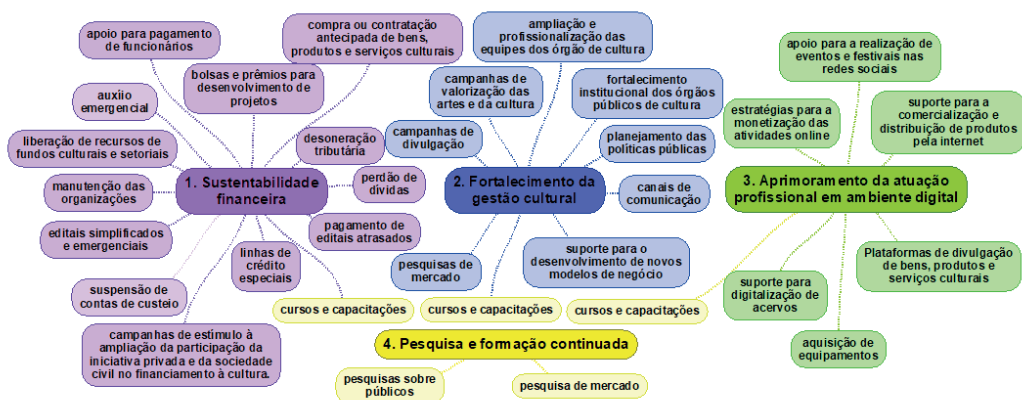 apoio para pagamento
de funcionários
compra ou contratação
antecipada de bens,
produtos e serviços culturais
bolsas e prêmios para
desenvolvimento de
projetos
auxíio
emergencial
liberação de recursos de
fundos culturais e setoriais
desoneração
tributária
manutenção das
organizações
1. Sustentabilidade
financeira
perdão de
dívidas
editais simplificados
e emergenciais
pagamento de
editais atrasados
linhas de
crédito
especiais
suspensão de
contas de custeio
campanhas de estímulo à
ampliação da participação da
iniciativa privada e da sociedade
civil no financiamento à cultura.
cursos e capacitações
ampliação e
profissionalização das
equipes dos órgão de cultura
campanhas de
valorização das
artes e da cultura
fortalecimento
institucional dos órgãos
públicos de cultura
campanhas de
divulgação
planejamento das
políticas públicas
2. Fortalecimento da
gestão cultural
canais de
comunicação
pesquisas de
mercado
suporte para o
desenvolvimento de novos
modelos de negócio
cursos e capacitações
apoio para a realização de
eventos e festivais nas
redes sociais
estratégias para a
monetização das
atividades online
suporte para a
comercialização e
distribuição de produtos
pela internet
3. Aprimoramento da atuação
profissional em ambiente digital
cursos e capacitações
suporte para
digitalização de
acervos
Plataformas de divulgação
de bens, produtos e
serviços culturais
aquisição de
equipamentos
4. Pesquisa e formação continuada
pesquisas sobre
públicos
pesquisa de mercado